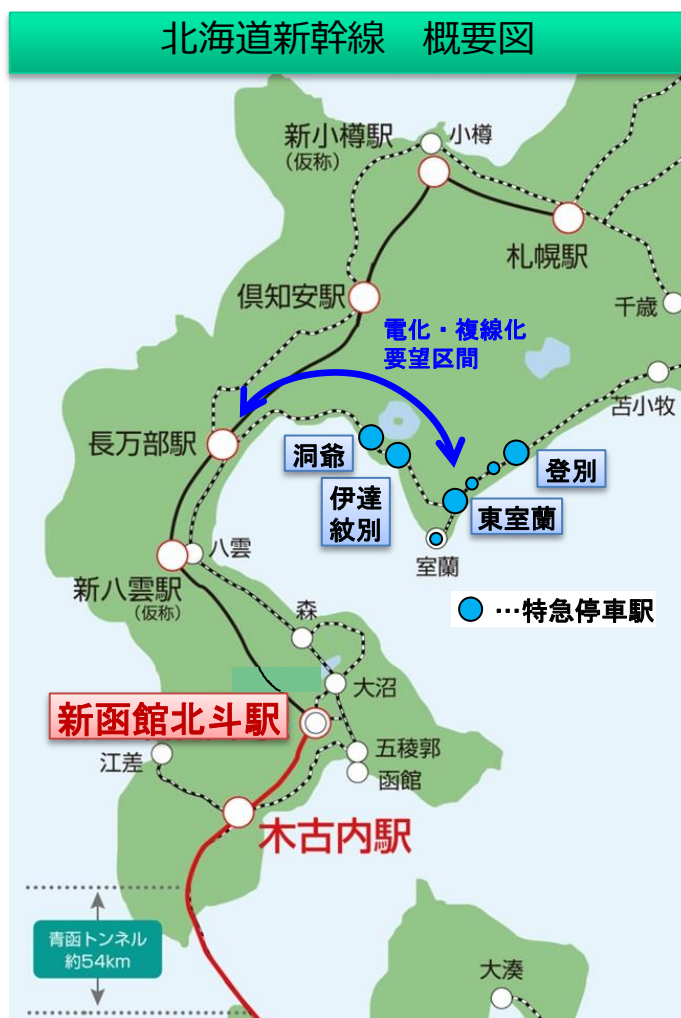 北海道新幹線　概要図
新小樽駅
（仮称）
小樽
札幌駅
倶知安駅
千歳
電化・複線化
要望区間
苫小牧
長万部駅
洞爺
登別
伊達
紋別
東室蘭
八雲
室蘭
新八雲駅
（仮称）
森
…特急停車駅
大沼
新函館北斗駅
江差
五稜郭
函館
木古内駅
青函トンネル
約54km
大湊